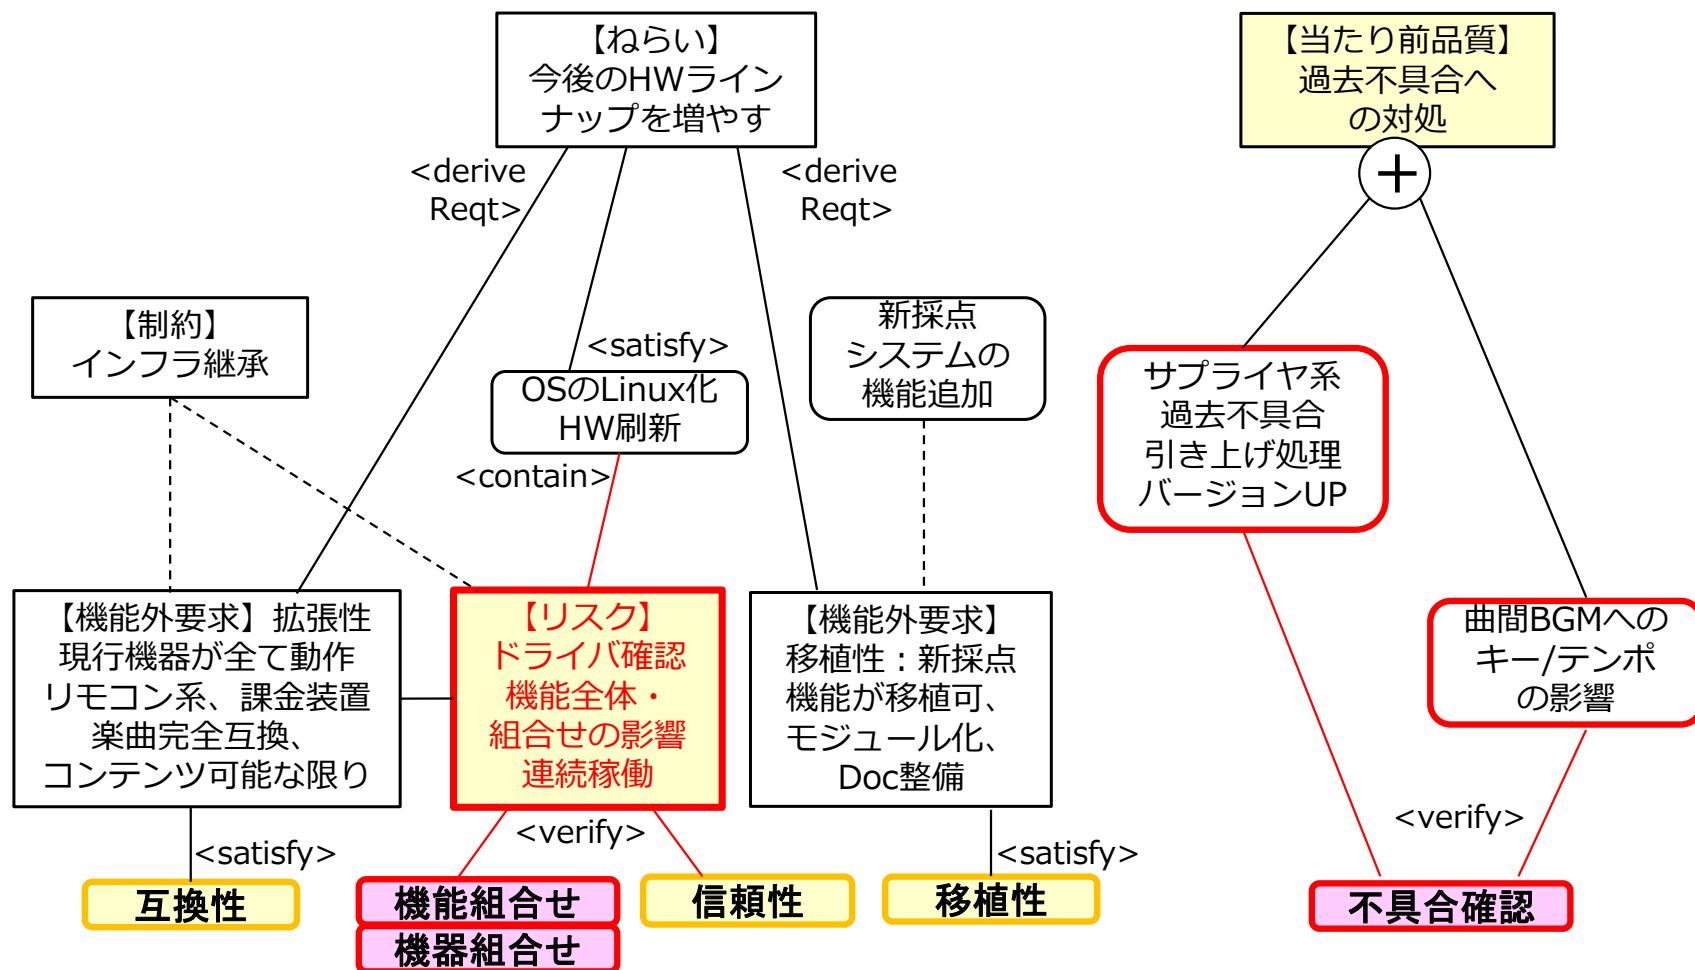 【ねらい】
今後のHWライン
ナップを増やす
【当たり前品質】
過去不具合へ
の対処
+
<derive
Reqt>
<derive
Reqt>
【制約】
インフラ継承
<satisfy>
OSのLinux化
HW刷新
<contain>
新採点
システムの
機能追加
サプライヤ系
過去不具合
引き上げ処理
バージョンUP
【機能外要求】拡張性
現行機器が全て動作
リモコン系、課金装置
楽曲完全互換、
コンテンツ可能な限り
【リスク】
ドライバ確認
機能全体・
組合せの影響
連続稼働
【機能外要求】
移植性：新採点
機能が移植可、
モジュール化、
Doc整備
曲間BGMへの
キー/テンポ
の影響
<satisfy>
<verify>
<satisfy>
<verify>
互換性
機能組合せ
機器組合せ
信頼性
移植性
不具合確認